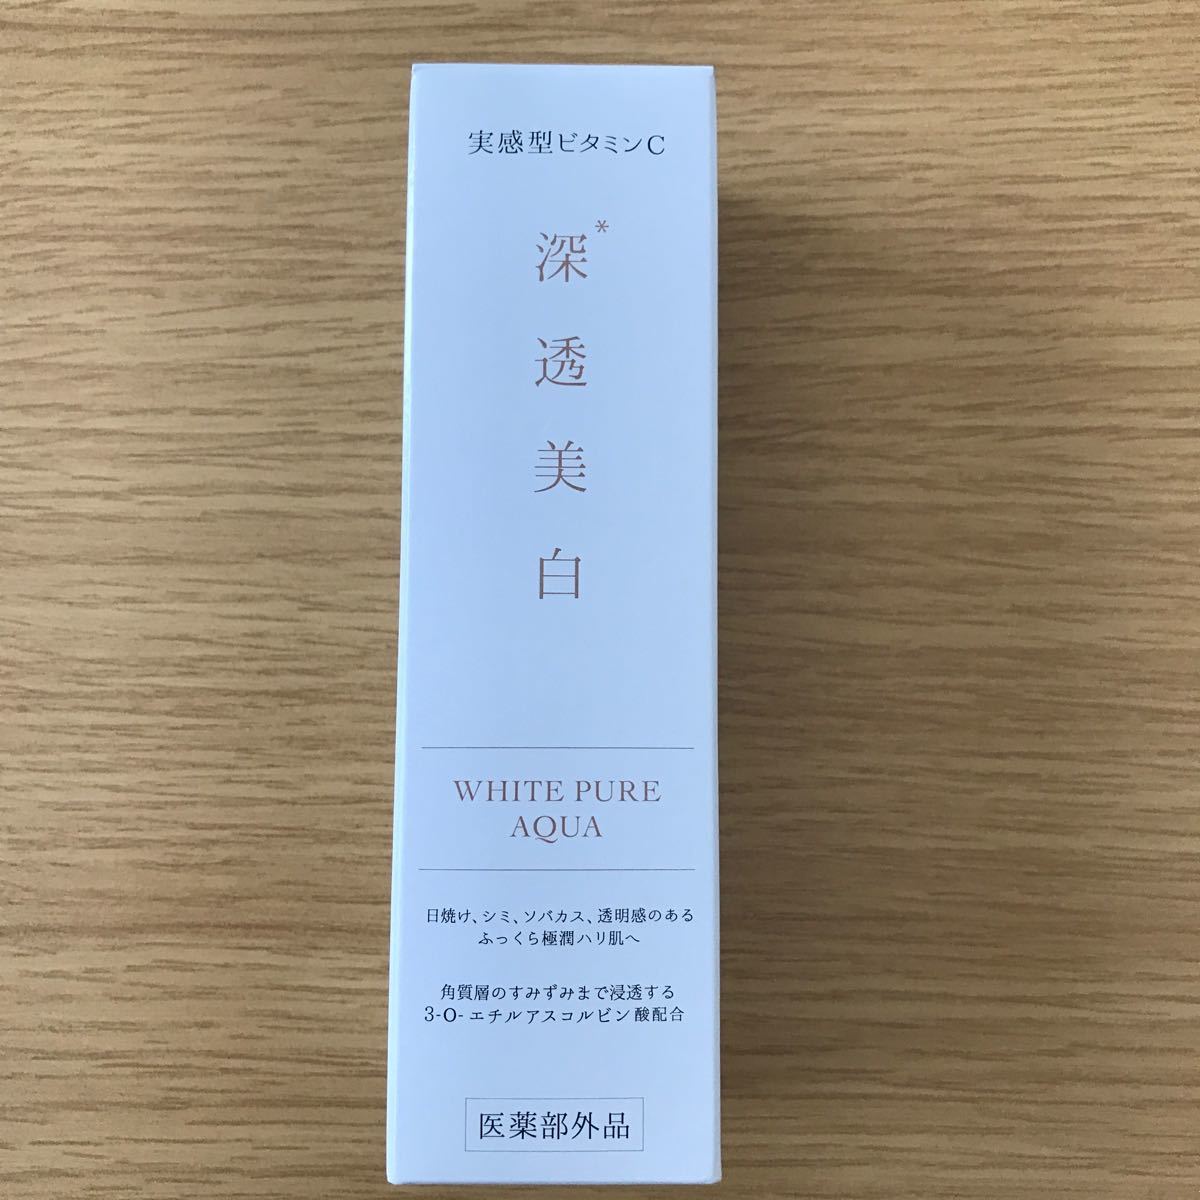 実感型ビタミンC
深*透美白
WHITE PURE
AQUA
日焼け、シミ、ソバカス、透明感のある
ふっくら極潤ハリ肌へ
角質層のすみずみまで浸透する
3-O-エチルアスコルビン酸配合
医薬部外品